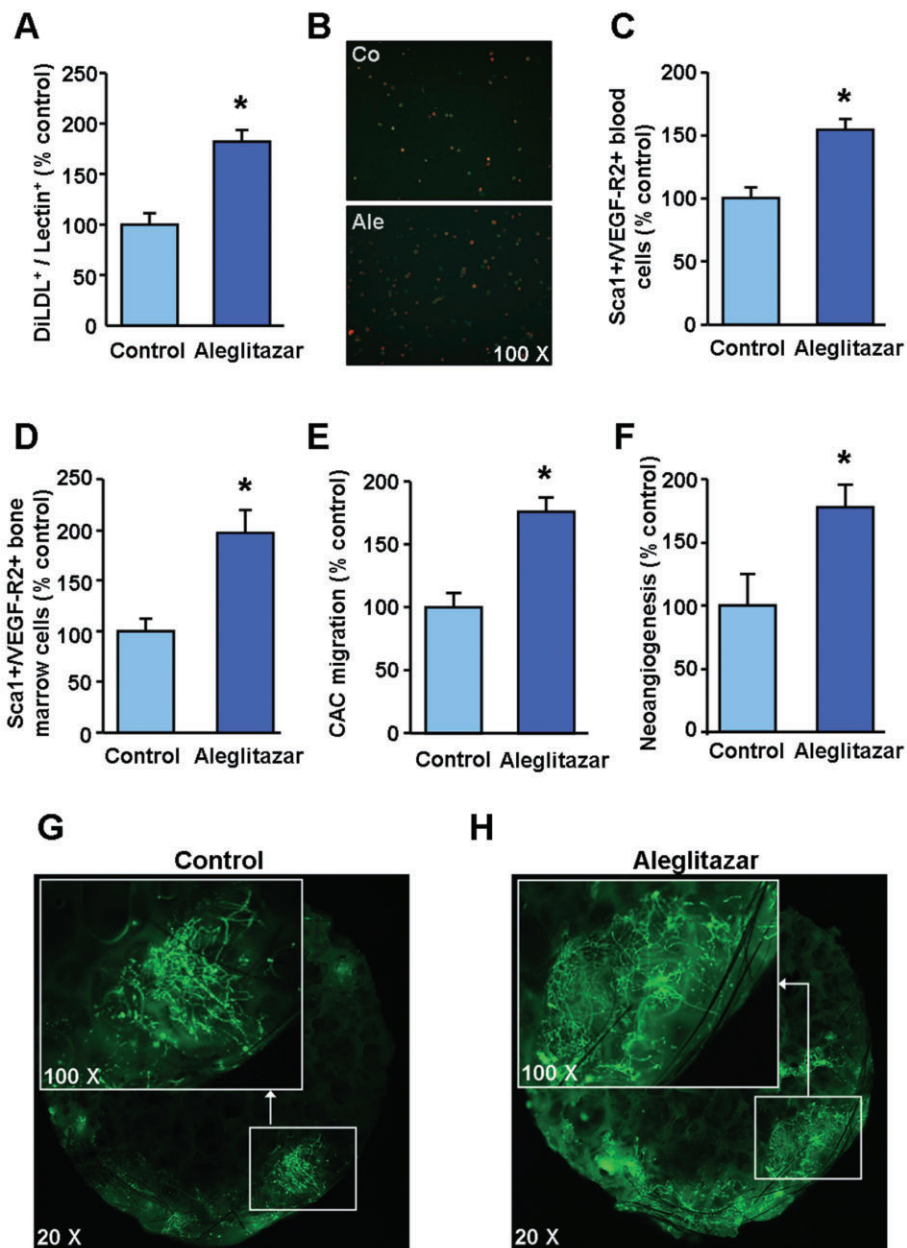 A
DiLDL⁺ / Lectin⁺ (% control)
250
200
150
100
50
0
*
Control Aleglitazar
B
Co
Ale
100 X
C
Sca1+/VEGF-R2+ blood
cells (% control)
200
150
100
50
0
*
Control Aleglitazar
D
Sca1+/VEGF-R2+ bone
marrow cells (% control)
250
200
150
100
50
0
*
Control Aleglitazar
E
CAC migration (% control)
200
150
100
50
0
*
Control Aleglitazar
F
Neoangiogenesis (% control)
200
150
100
50
0
*
Control Aleglitazar
G
Control
100 X
20 X
H
Aleglitazar
100 X
20 X